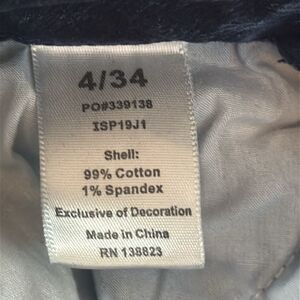 4/34
PO#339138
ISP19J1
Shell:
99% Cotton
1% Spandex
Exclusive of Decoration
Made in China
RN 138823